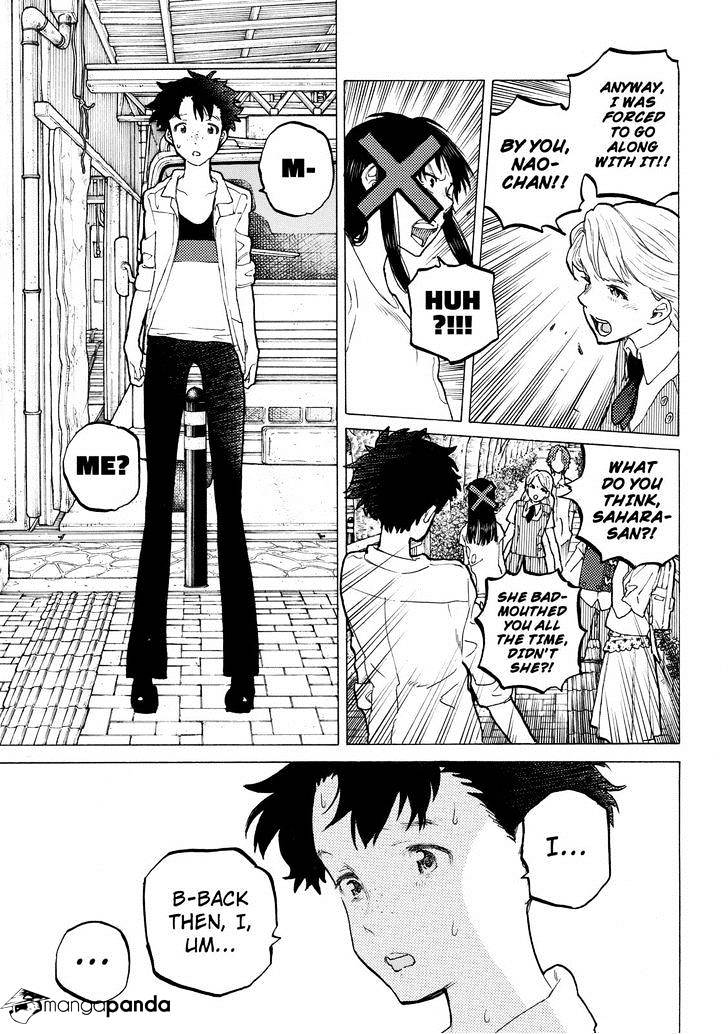 ANYWAY,
I WAS
FORCED
TO GO
ALONG
WITH IT!!
BY YOU,
NAO-
CHAN!!
HUH
?!!!
WHAT
DO YOU
THINK,
SAHARA-
SAN?!
SHE BAD-
MOUTHED
YOU ALL
THE TIME,
DIDN'T
SHE?!
M-
ME?
I...
B-BACK
THEN, I,
UM...
...
mangapanda